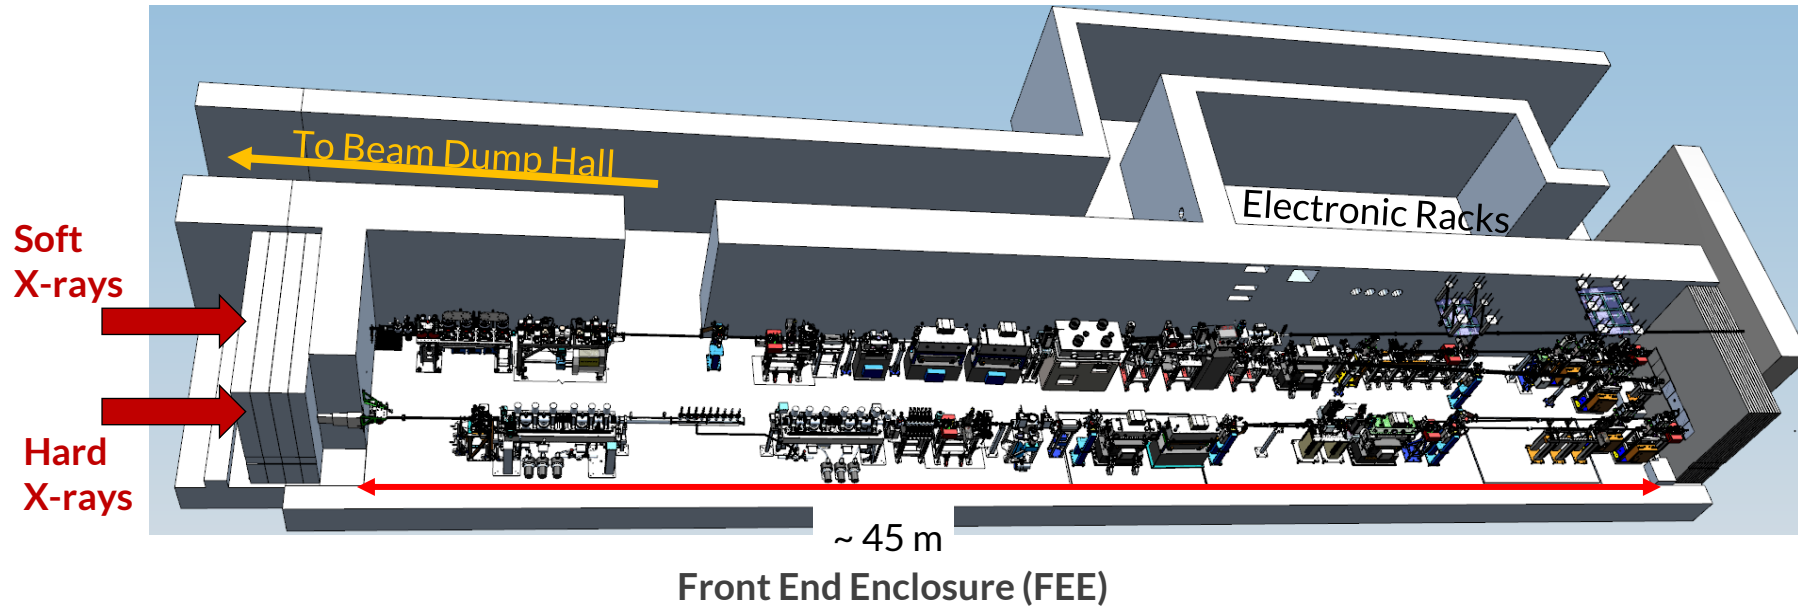 To Beam Dump Hall
Electronic Racks
Soft
X-rays
Hard
X-rays
~ 45 m
Front End Enclosure (FEE)